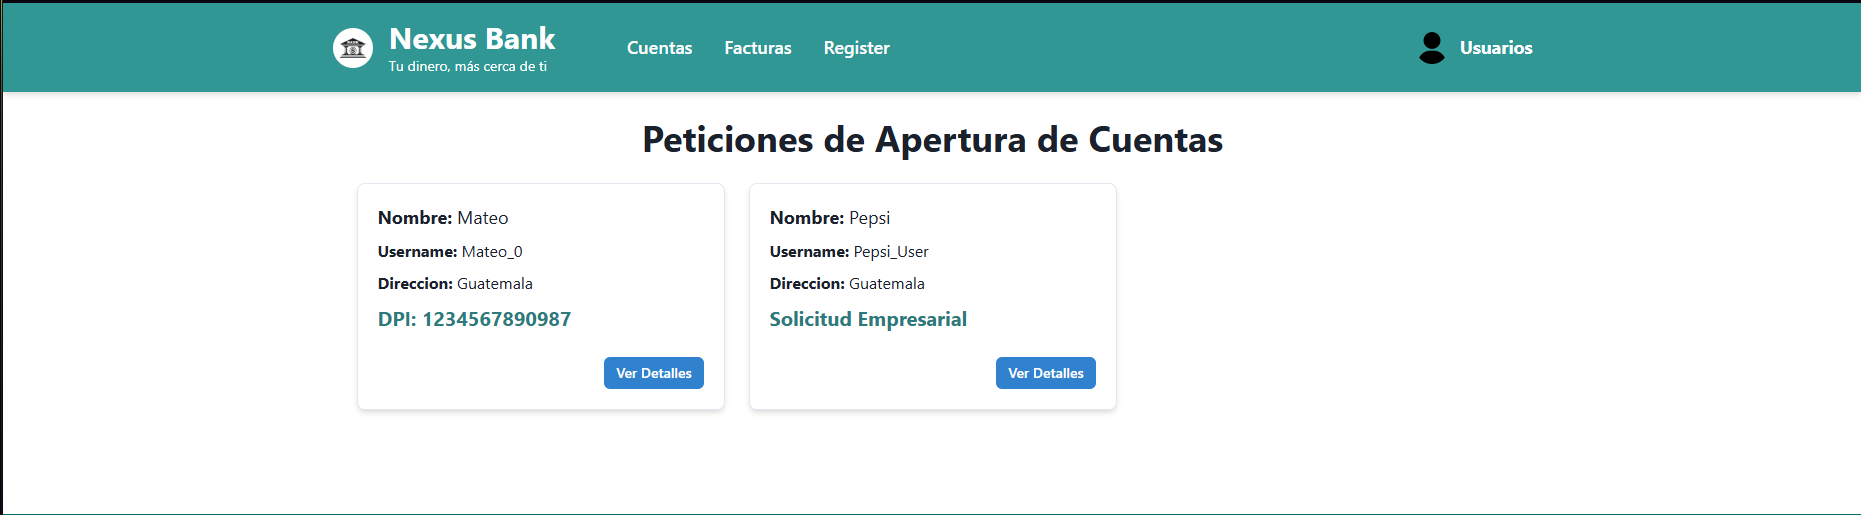 Nexus Bank
Tu dinero, más cerca de ti
Cuentas Facturas Register
Usuarios
Peticiones de Apertura de Cuentas
Nombre: Mateo
Username: Mateo_0
Direccion: Guatemala
DPI: 1234567890987
Ver Detalles
Nombre: Pepsi
Username: Pepsi_User
Direccion: Guatemala
Solicitud Empresarial
Ver Detalles